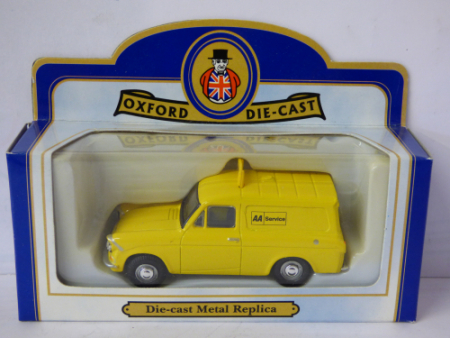 OXFORD DIE-CAST
AA Service
Die-cast Metal Replica